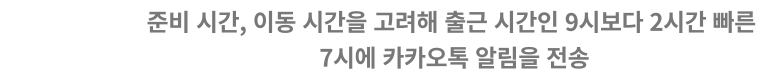 준비 시간, 이동 시간을 고려해 출근 시간인 9시보다 2시간 빠른
7시에 카카오톡 알림을 전송